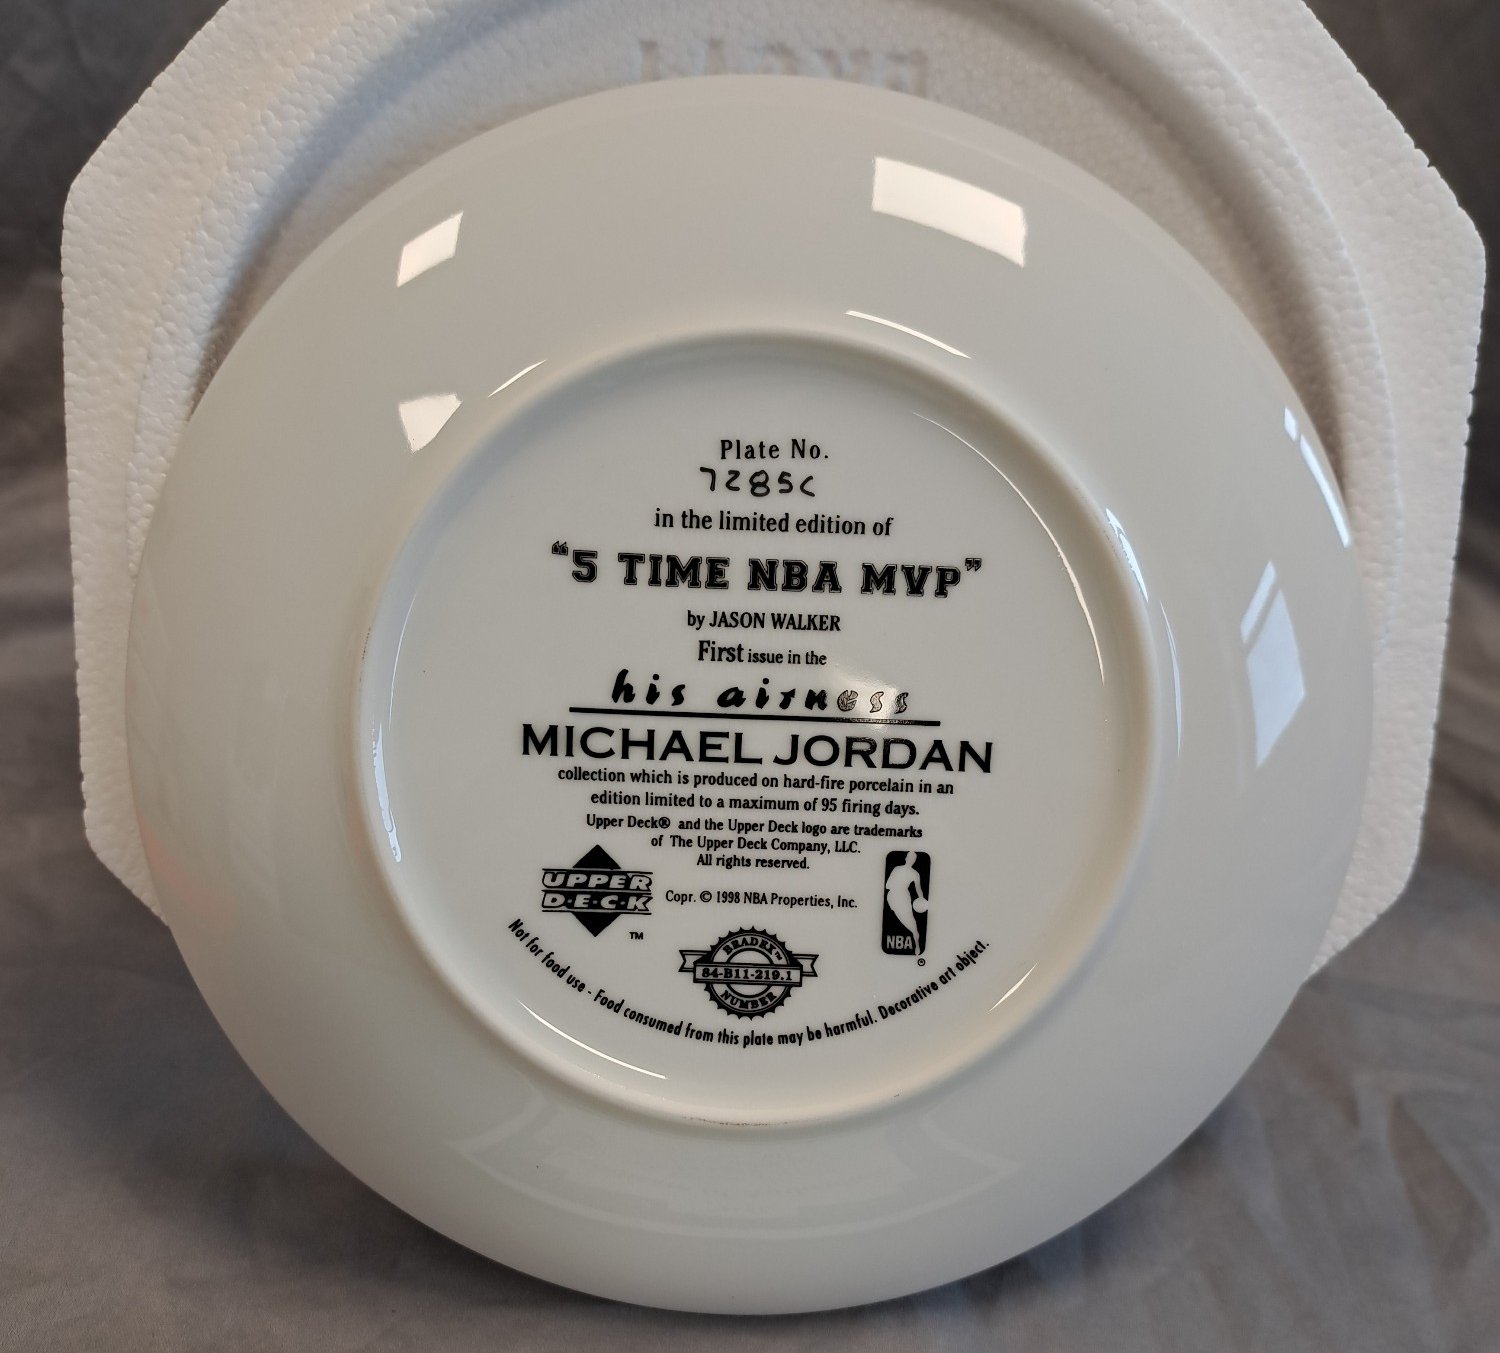 Plate No.
7285C
in the limited edition of
“5 TIME NBA MVP”
by JASON WALKER
First issue in the
his airness
MICHAEL JORDAN
collection which is produced on hard-fire porcelain in an
edition limited to a maximum of 95 firing days.
Upper Deck® and the Upper Deck logo are trademarks
of The Upper Deck Company, LLC.
All rights reserved.
UPPER
D·E·C·K
™
Copr. © 1998 NBA Properties, Inc.
NBA
®
BRADEX™
84-B11-219.1
NUMBER
Not for food use - Food consumed from this plate may be harmful. Decorative art object.